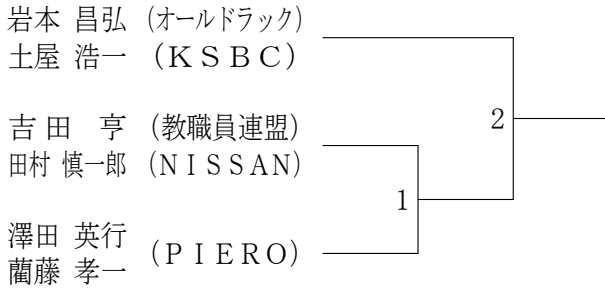 岩本 昌弘 (オールドラック)
土屋 浩一 (ＫＳＢＣ)
2
吉田 亨 (教職員連盟)
田村 慎一郎 (ＮＩＳＳＡＮ)
1
澤田 英行
藺藤 孝一 (ＰＩＥＲＯ)